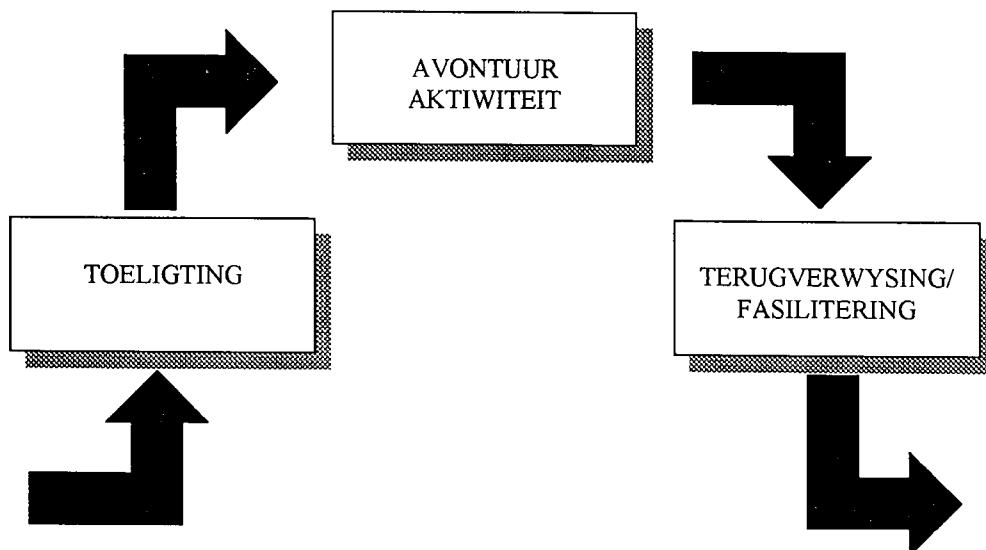 AVONTUUR
AKTIWITEIT
TOELIGTING
TERUGVERWYSING/
FASILITERING